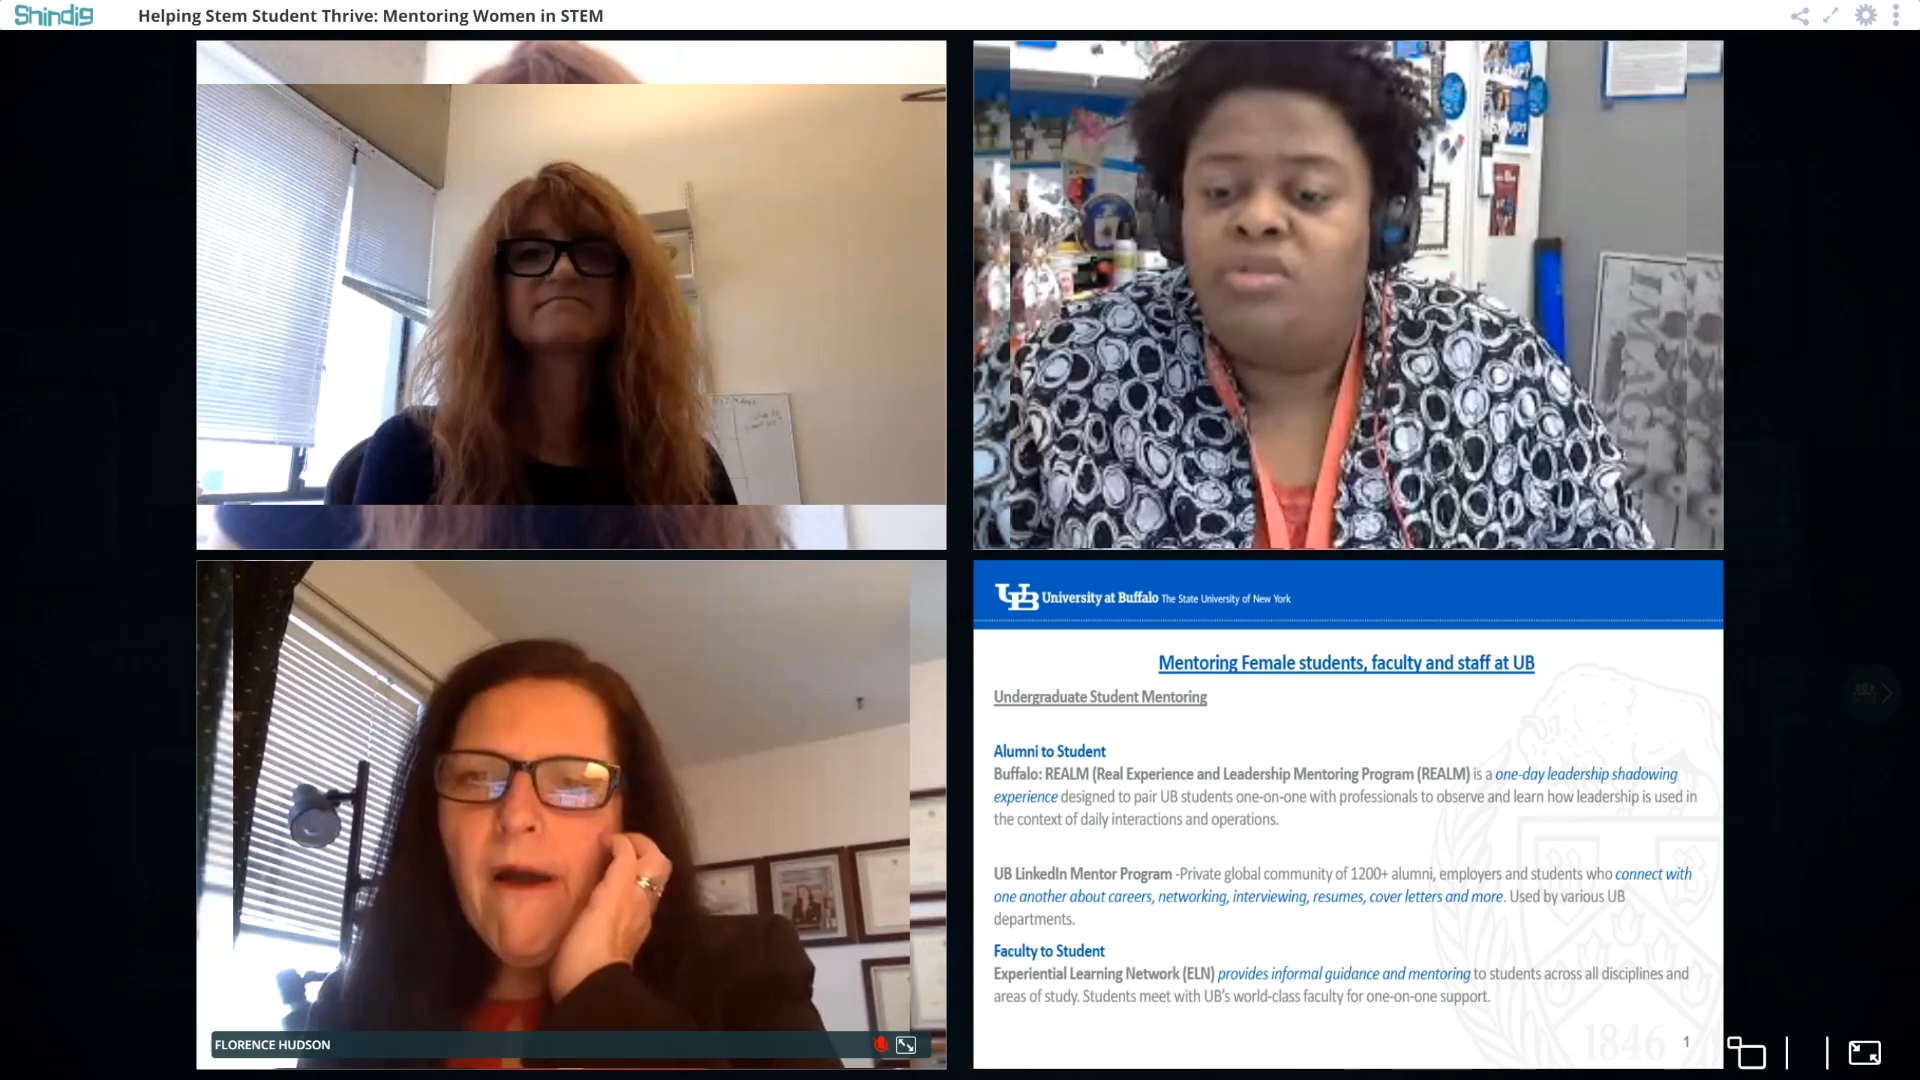 Shindig
Helping Stem Student Thrive: Mentoring Women in STEM
IMAGIN
FLORENCE HUDSON
UB University at Buffalo The State University of New York
Mentoring Female students, faculty and staff at UB
Undergraduate Student Mentoring
Alumni to Student
Buffalo: REALM (Real Experience and Leadership Mentoring Program (REALM) is a one-day leadership shadowing
experience designed to pair UB students one-on-one with professionals to observe and learn how leadership is used in
the context of daily interactions and operations.
UB LinkedIn Mentor Program -Private global community of 1200+ alumni, employers and students who connect with
one another about careers, networking, interviewing, resumes, cover letters and more. Used by various UB
departments.
Faculty to Student
Experiential Learning Network (ELN) provides informal guidance and mentoring to students across all disciplines and
areas of study. Students meet with UB's world-class faculty for one-on-one support.
1846
1